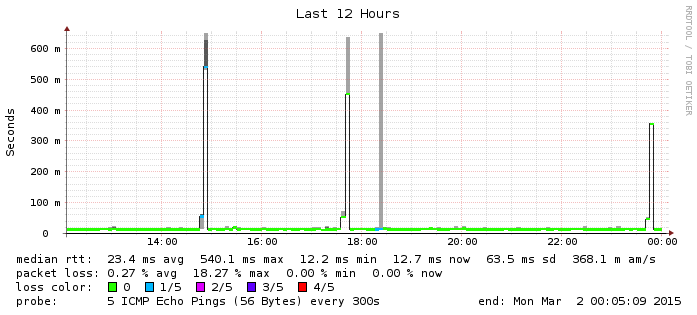 Last 12 Hours
RRDTOOL / TOBI OETIKER
Seconds
600 m
500 m
400 m
300 m
200 m
100 m
0
14:00 16:00 18:00 20:00 22:00 00:00
median rtt: 23.4 ms avg 540.1 ms max 12.2 ms min 12.7 ms now 63.5 ms sd 368.1 m am/s
packet loss: 0.27 % avg 18.27 % max 0.00 % min 0.00 % now
loss color: 0 1/5 2/5 3/5 4/5
probe: 5 ICMP Echo Pings (56 Bytes) every 300s end: Mon Mar 2 00:05:09 2015